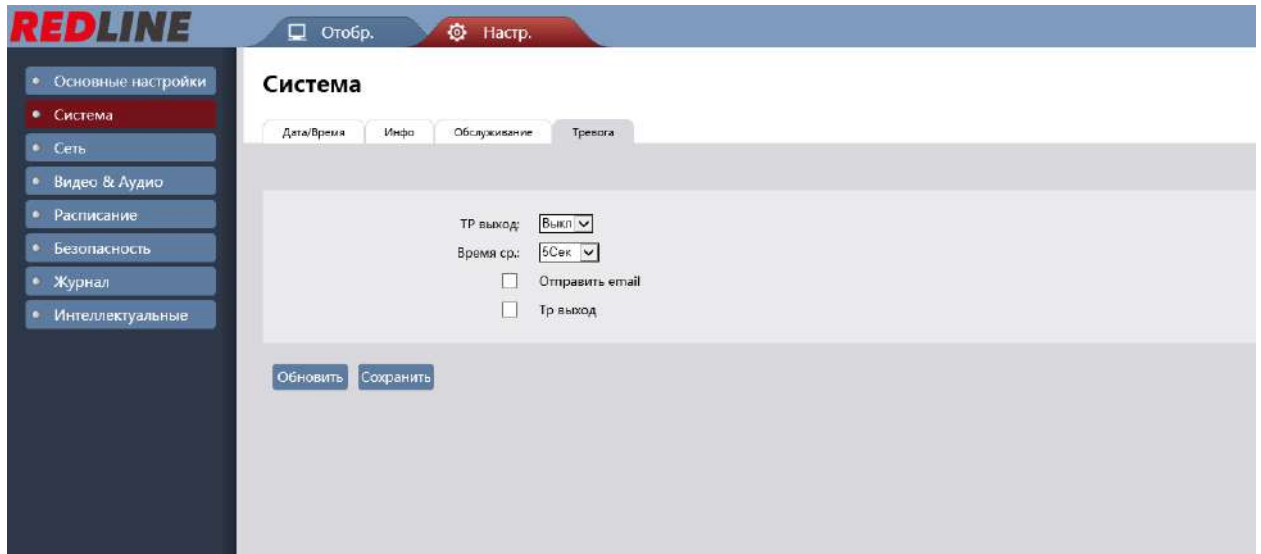 REDLINE
Отобр.
Настр.
Основные настройки
Система
Сеть
Видео & Аудио
Расписание
Безопасность
Журнал
Интеллектуальные
Система
Дата/Время
Инфо
Обслуживание
Тревога
ТР выход:
Выкл
Время ср.:
5Сек
Отправить email
Тр выход
Обновить
Сохранить